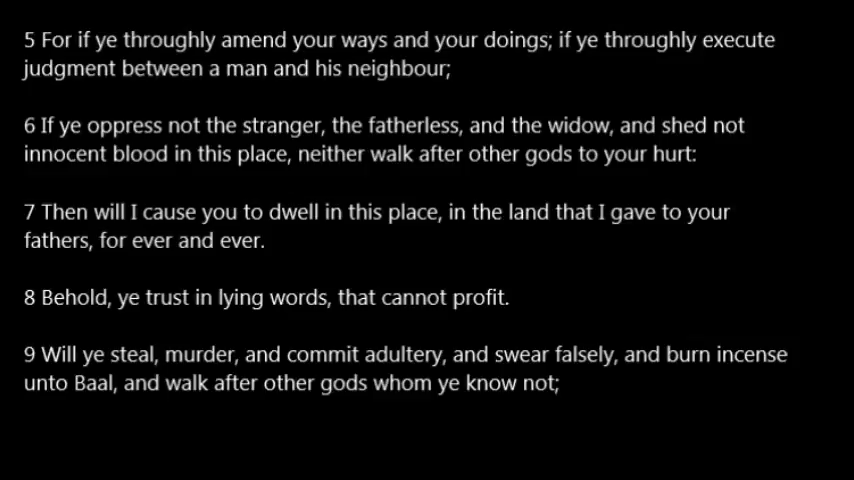 5 For if ye throughly amend your ways and your doings; if ye throughly execute
judgment between a man and his neighbour;
6 If ye oppress not the stranger, the fatherless, and the widow, and shed not
innocent blood in this place, neither walk after other gods to your hurt:
7 Then will I cause you to dwell in this place, in the land that I gave to your
fathers, for ever and ever.
8 Behold, ye trust in lying words, that cannot profit.
9 Will ye steal, murder, and commit adultery, and swear falsely, and burn incense
unto Baal, and walk after other gods whom ye know not;